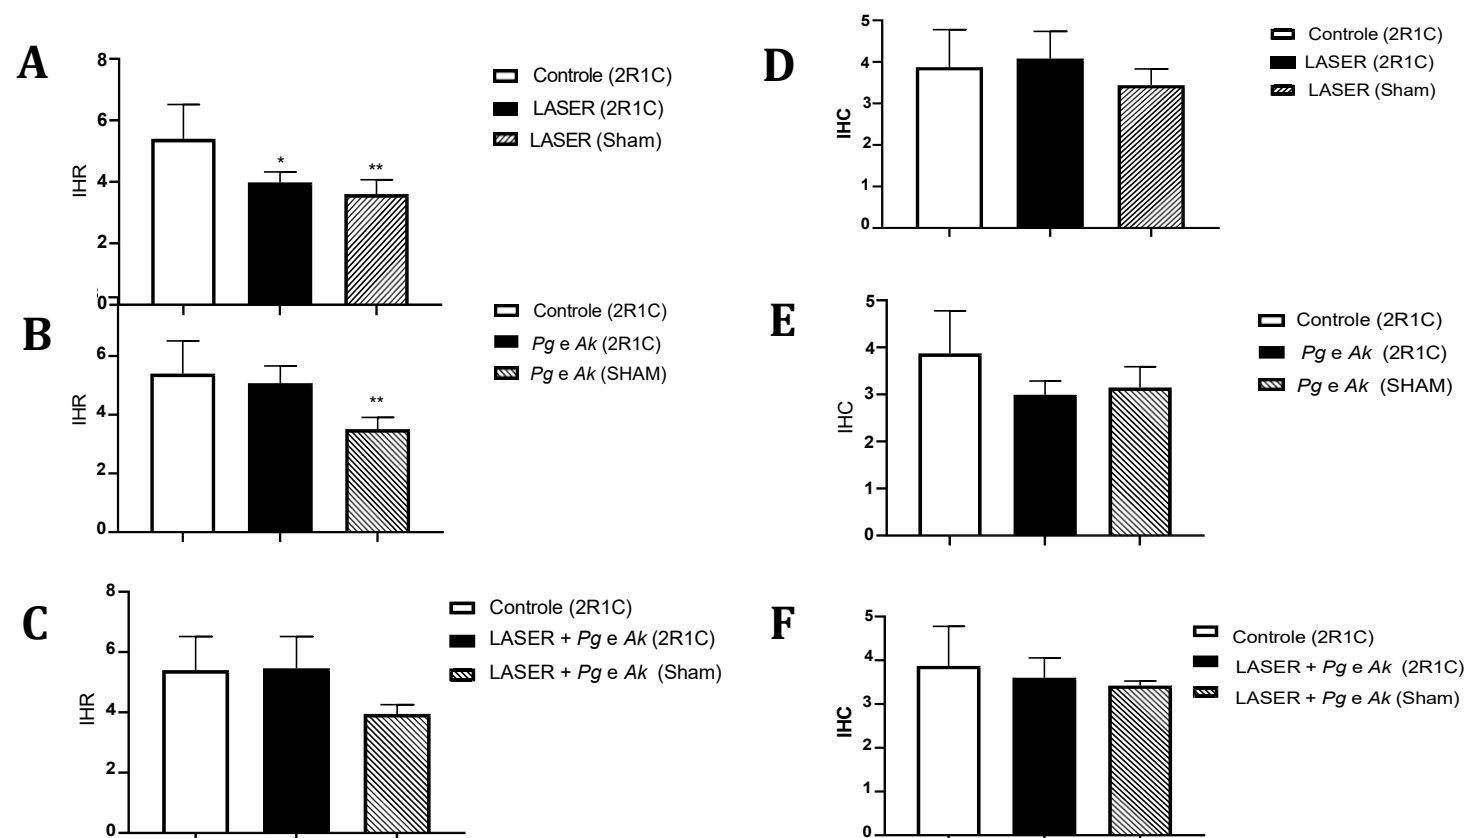 A
8
6
4
2
0
IHR
*
**
Controle (2R1C)
LASER (2R1C)
LASER (Sham)
B
6
4
2
0
IHR
**
Controle (2R1C)
Pg e Ak (2R1C)
Pg e Ak (SHAM)
C
8
6
4
2
0
IHR
Controle (2R1C)
LASER + Pg e Ak (2R1C)
LASER + Pg e Ak (Sham)
D
5
4
3
2
1
0
IHC
Controle (2R1C)
LASER (2R1C)
LASER (Sham)
E
5
4
3
2
1
0
IHC
Controle (2R1C)
Pg e Ak (2R1C)
Pg e Ak (SHAM)
F
5
4
3
2
1
0
IHC
Controle (2R1C)
LASER + Pg e Ak (2R1C)
LASER + Pg e Ak (Sham)